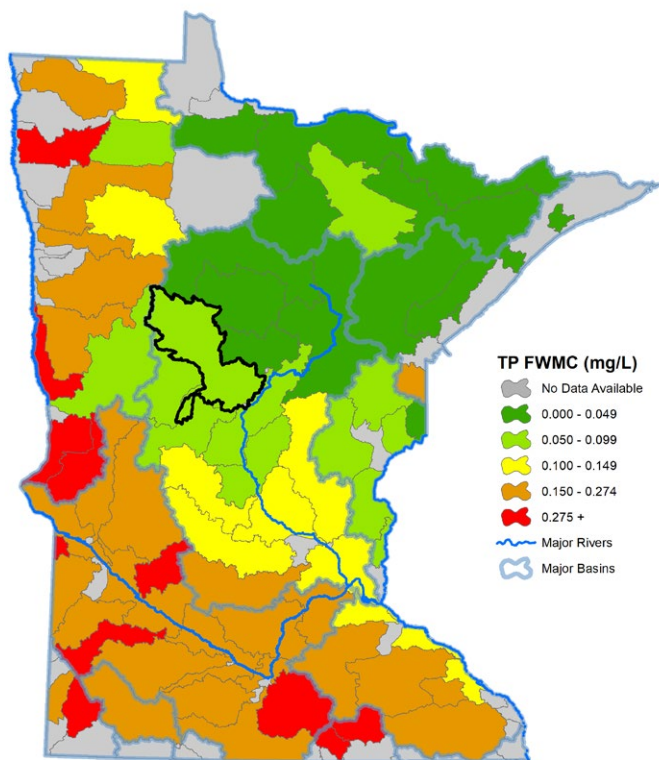 TP FWMC (mg/L)
No Data Available
0.000 - 0.049
0.050 - 0.099
0.100 - 0.149
0.150 - 0.274
0.275 +
Major Rivers
Major Basins